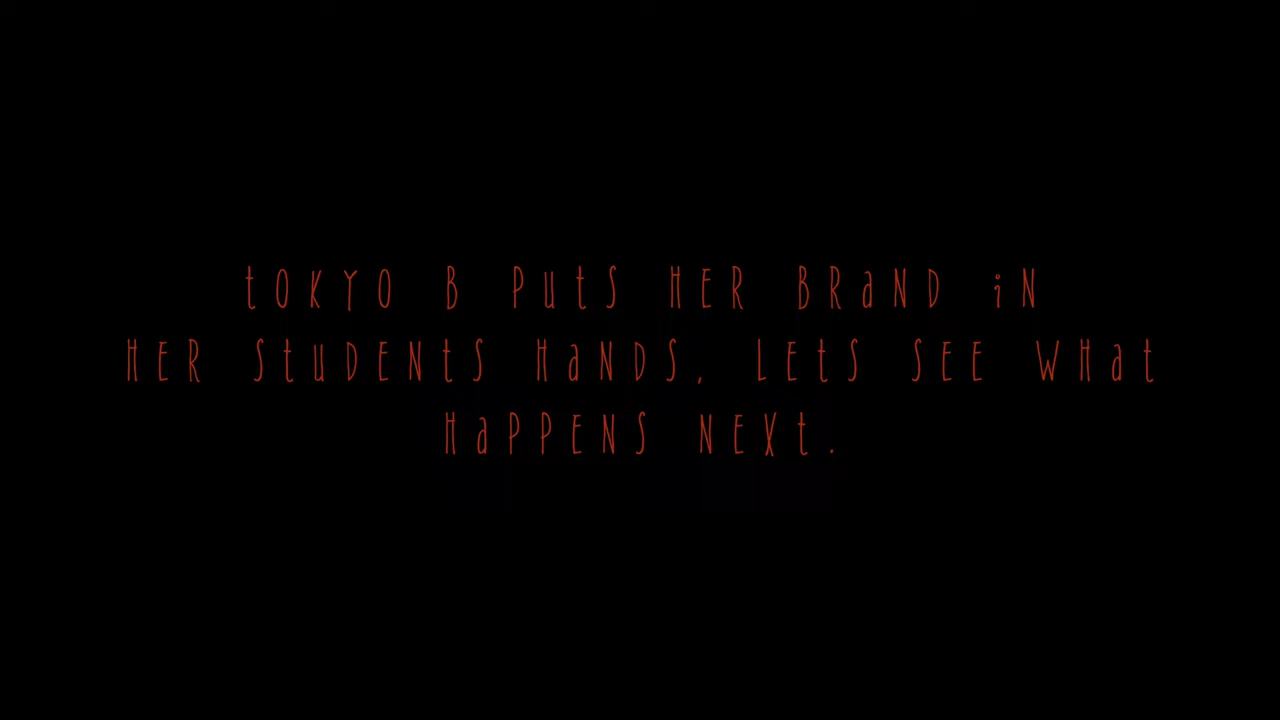 tOKYO B PutS HER BRaND iN
HER StuDENtS HaNDS, LEtS SEE WHat
HaPPENS NEXt.